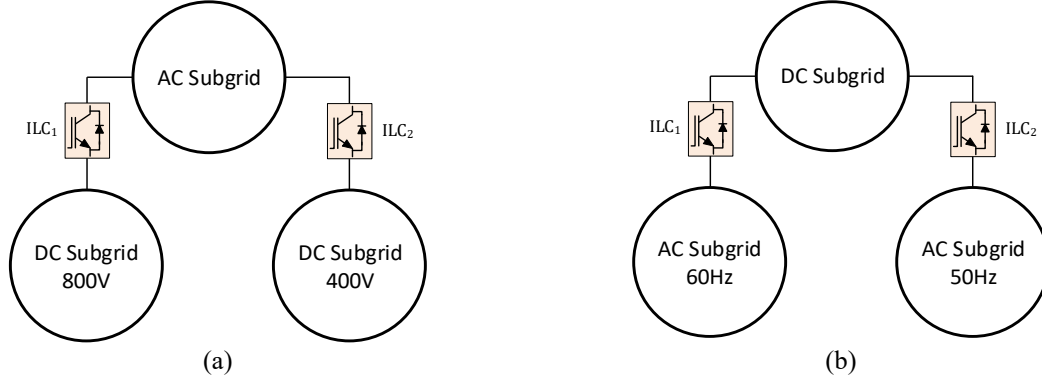 AC Subgrid
ILC₁
ILC₂
DC Subgrid
800V
DC Subgrid
400V
(a)
DC Subgrid
ILC₁
ILC₂
AC Subgrid
60Hz
AC Subgrid
50Hz
(b)